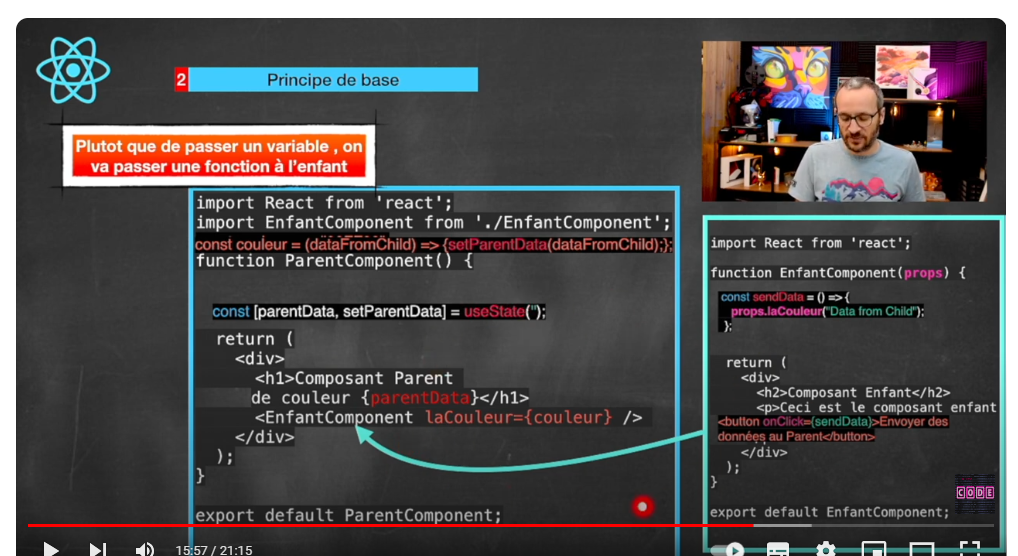 2 Principe de base
Plutot que de passer un variable , on
va passer une fonction à l'enfant
import React from 'react';
import EnfantComponent from './EnfantComponent';
const couleur = (dataFromChild) => {setParentData(dataFromChild);};
function ParentComponent() {
const [parentData, setParentData] = useState('');
return (
<div>
<h1>Composant Parent
de couleur {parentData}</h1>
<EnfantComponent laCouleur={couleur} />
</div>
);
}
export default ParentComponent;
import React from 'react';
function EnfantComponent(props) {
const sendData = () => {
props.laCouleur("Data from Child");
};
return (
<div>
<h2>Composant Enfant</h2>
<p>Ceci est le composant enfant
<button onClick={sendData}>Envoyer des
données au Parent</button>
</div>
);
}
export default EnfantComponent;
CODE
15:57 / 21:15